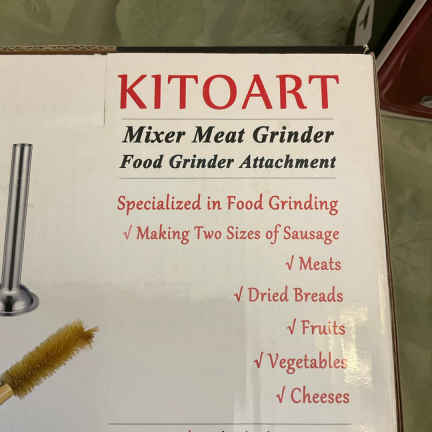 KITOART
Mixer Meat Grinder
Food Grinder Attachment
Specialized in Food Grinding
√ Making Two Sizes of Sausage
√ Meats
√ Dried Breads
√ Fruits
√ Vegetables
√ Cheeses